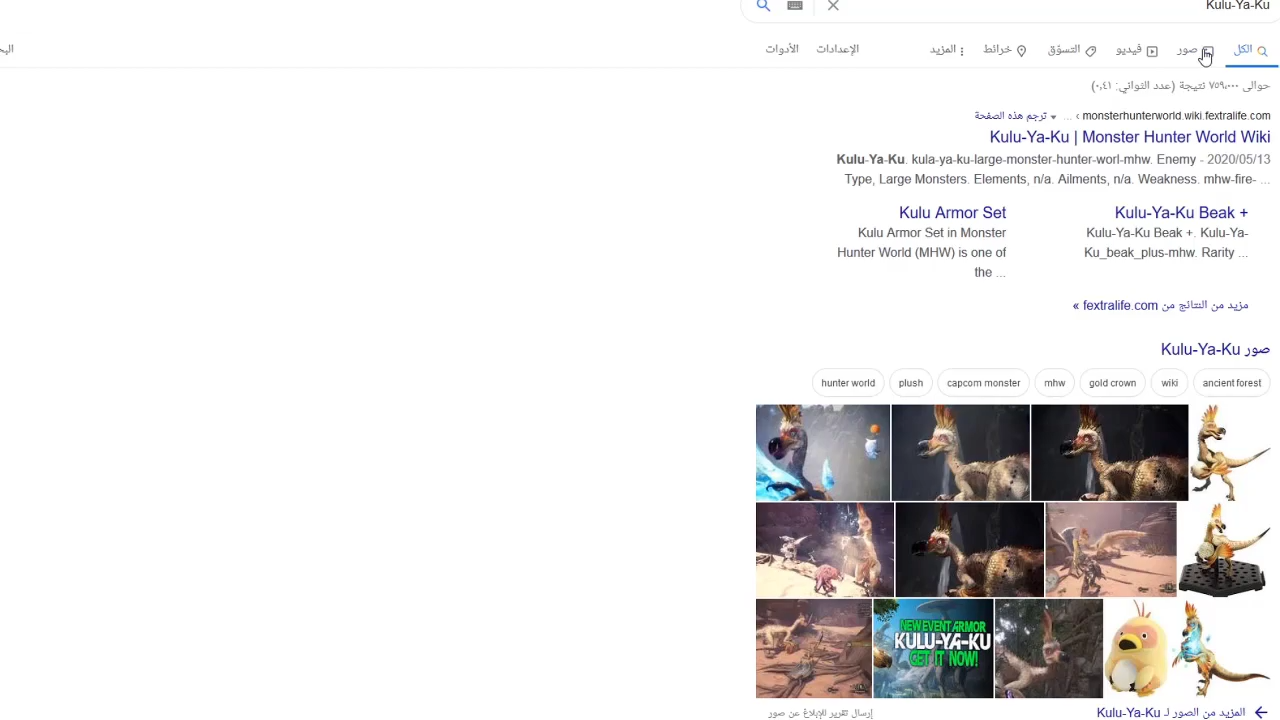 Kulu-Ya-Ku
الكل
صور
فيديو
التسوّق
خرائط
المزيد
الإعدادات
الأدوات
حوالى ٧٥٩٬٠٠٠ نتيجة (عدد الثواني: ٠٫٤١)
monsterhunterworld.wiki.fextralife.com › ... ترجم هذه الصفحة
Kulu-Ya-Ku | Monster Hunter World Wiki
Kulu-Ya-Ku. kula-ya-ku-large-monster-hunter-worl-mhw. Enemy - 2020/05/13
Type, Large Monsters. Elements, n/a. Ailments, n/a. Weakness. mhw-fire- ...
Kulu-Ya-Ku Beak +
Kulu-Ya-Ku Beak +. Kulu-Ya-
Ku_beak_plus-mhw. Rarity ...
Kulu Armor Set
Kulu Armor Set in Monster
Hunter World (MHW) is one of
the ...
مزيد من النتائج من fextralife.com »
صور Kulu-Ya-Ku
ancient forest
wiki
gold crown
mhw
capcom monster
plush
hunter world
NEW EVENT ARMOR
KULU-YA-KU
GET IT NOW!
المزيد من الصور لـ Kulu-Ya-Ku
إرسال تقرير للإبلاغ عن صور